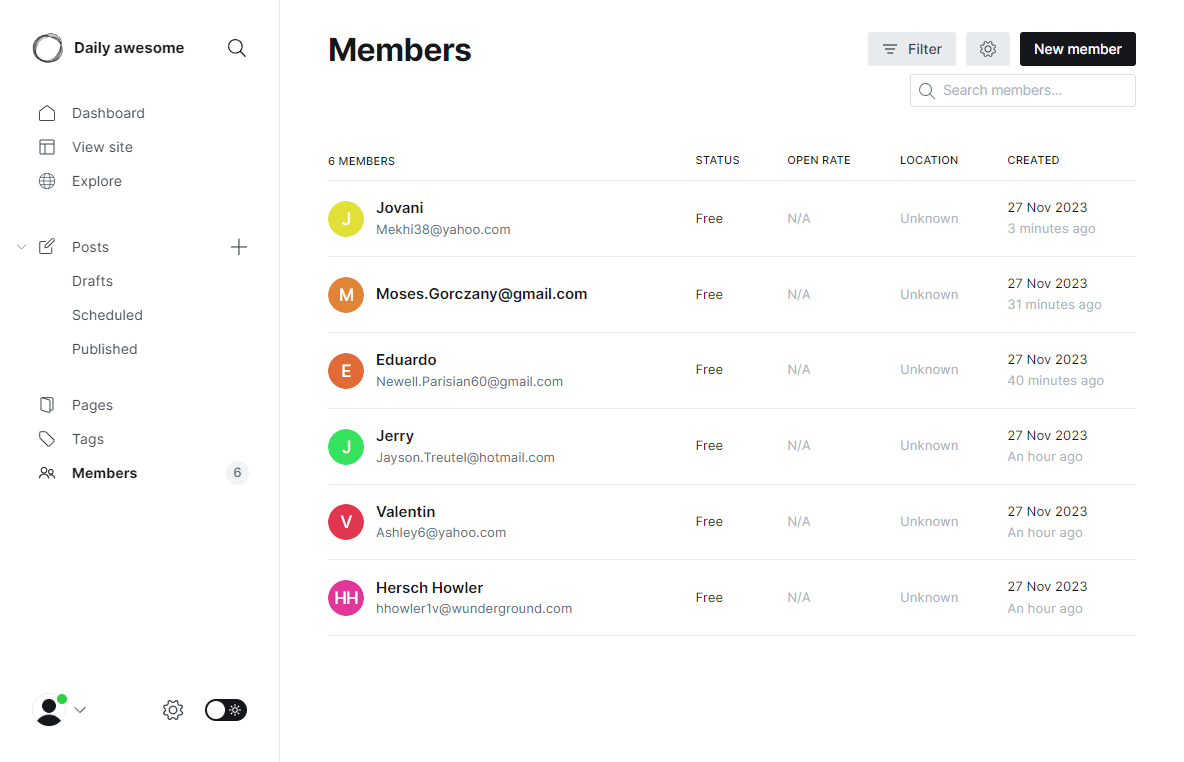 Daily awesome
Dashboard
View site
Explore
Posts
Drafts
Scheduled
Published
Pages
Tags
Members 6
Members
Filter
New member
Search members...
6 MEMBERS STATUS OPEN RATE LOCATION CREATED
J Jovani Free N/A Unknown 27 Nov 2023
Mekhi38@yahoo.com 3 minutes ago
M Moses.Gorczany@gmail.com Free N/A Unknown 27 Nov 2023
31 minutes ago
E Eduardo Free N/A Unknown 27 Nov 2023
Newell.Parisian60@gmail.com 40 minutes ago
J Jerry Free N/A Unknown 27 Nov 2023
Jayson.Treutel@hotmail.com An hour ago
V Valentin Free N/A Unknown 27 Nov 2023
Ashley6@yahoo.com An hour ago
HH Hersch Howler Free N/A Unknown 27 Nov 2023
hhowler1v@wunderground.com An hour ago